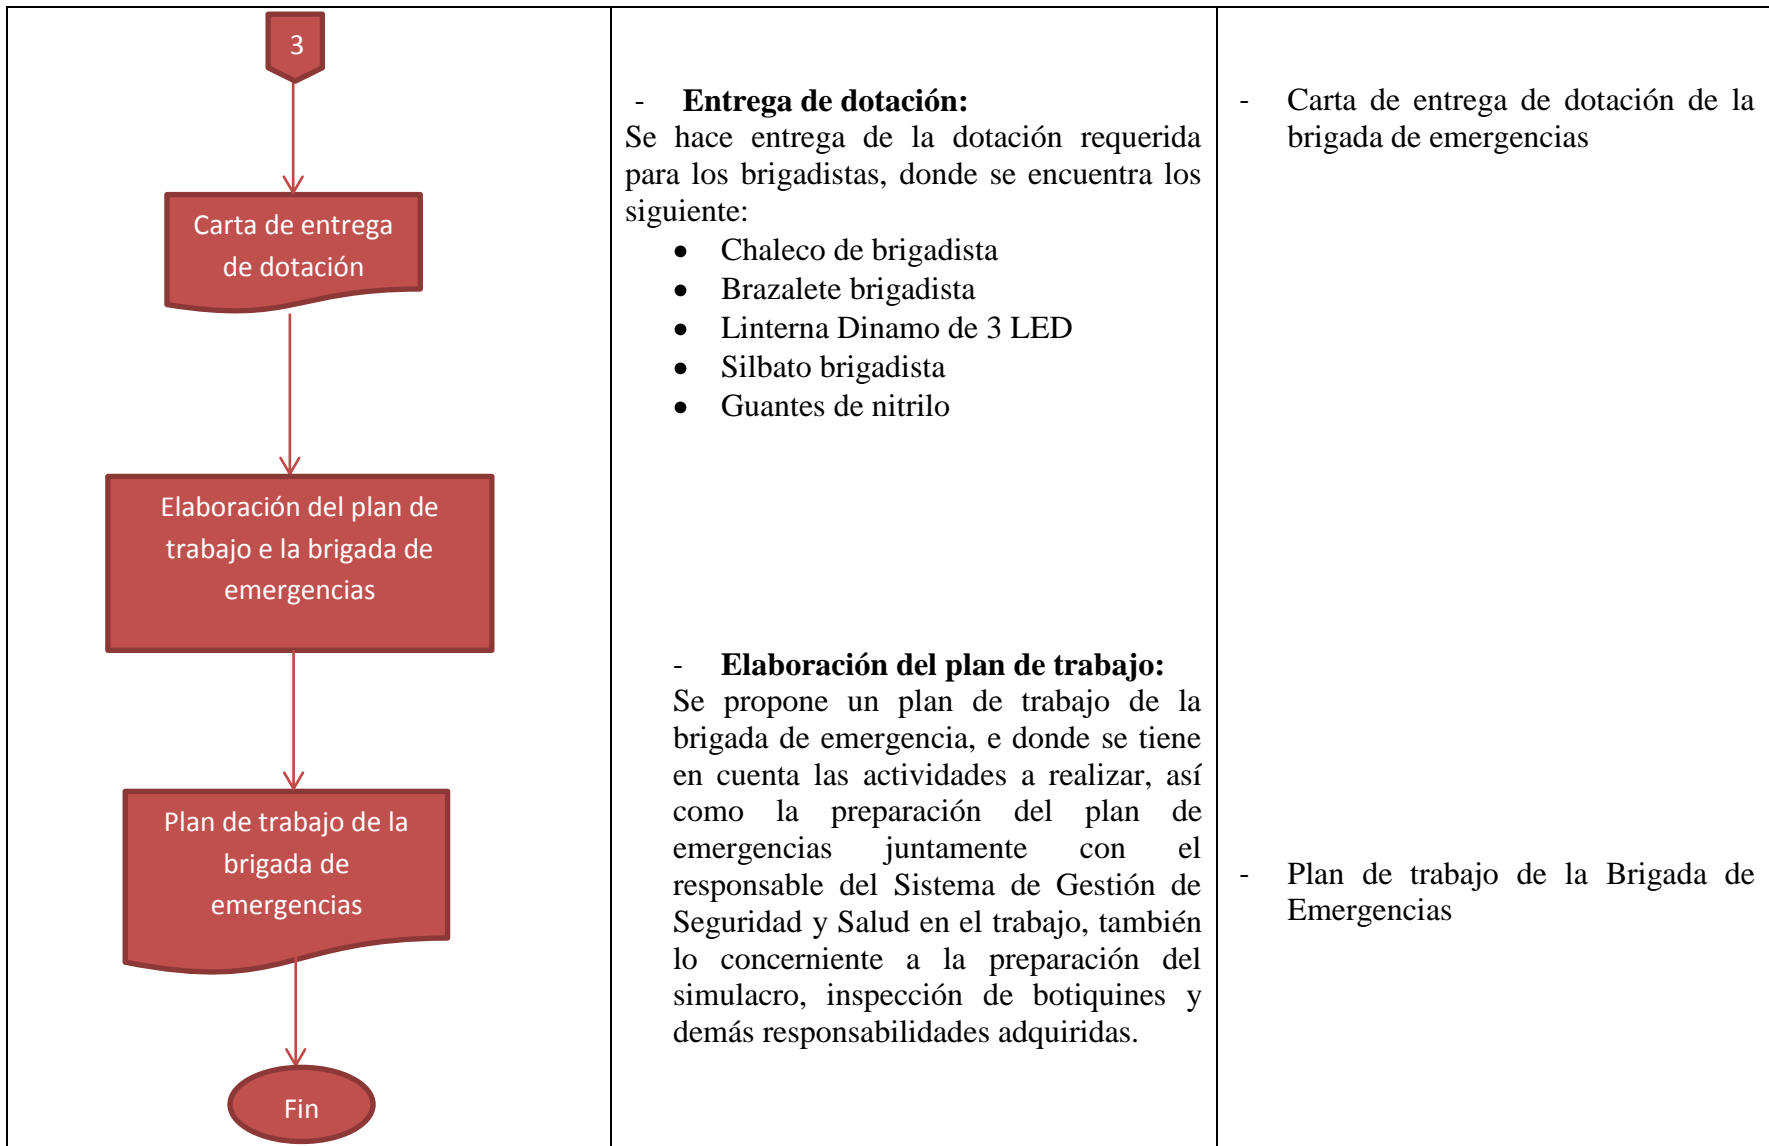 3
Carta de entrega
de dotación
Elaboración del plan de
trabajo e la brigada de
emergencias
Plan de trabajo de la
brigada de
emergencias
Fin
- Entrega de dotación:
Se hace entrega de la dotación requerida
para los brigadistas, donde se encuentra los
siguiente:
• Chaleco de brigadista
• Brazalete brigadista
• Linterna Dinamo de 3 LED
• Silbato brigadista
• Guantes de nitrilo
- Elaboración del plan de trabajo:
Se propone un plan de trabajo de la
brigada de emergencia, e donde se tiene
en cuenta las actividades a realizar, así
como la preparación del plan de
emergencias juntamente con el
responsable del Sistema de Gestión de
Seguridad y Salud en el trabajo, también
lo concerniente a la preparación del
simulacro, inspección de botiquines y
demás responsabilidades adquiridas.
- Carta de entrega de dotación de la
brigada de emergencias
- Plan de trabajo de la Brigada de
Emergencias